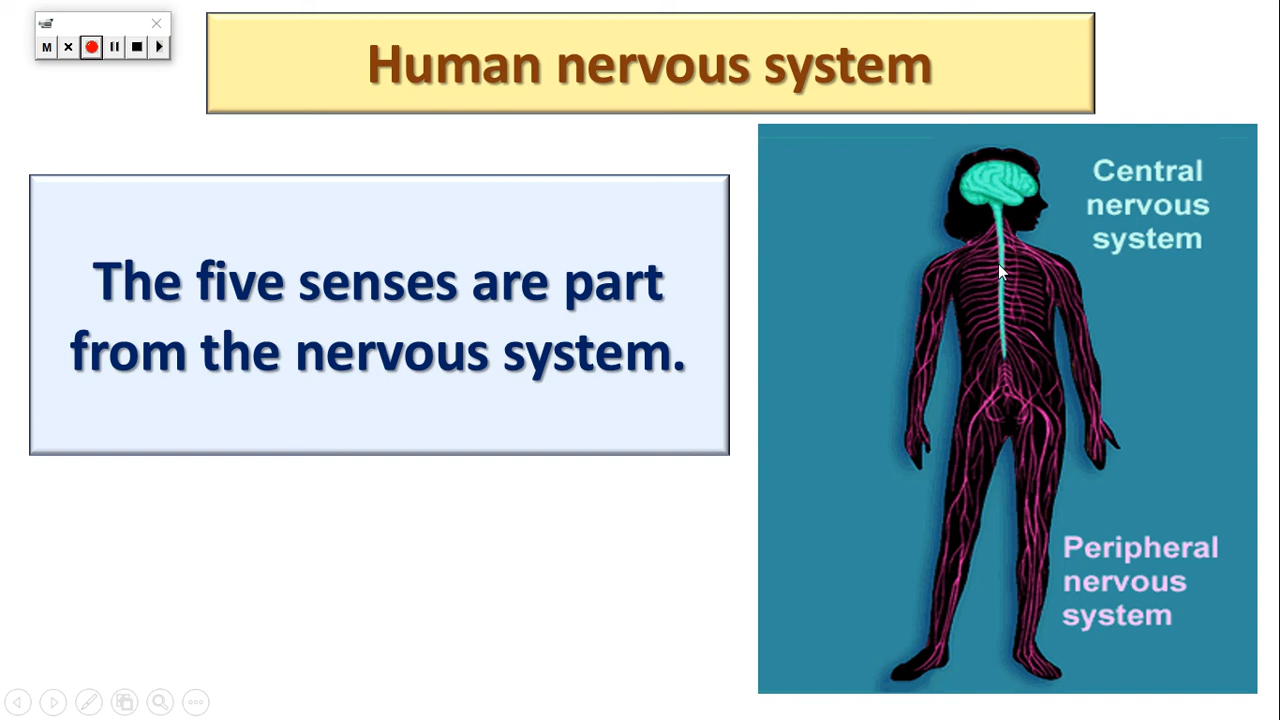 M
Human nervous system
The five senses are part
from the nervous system.
Central
nervous
system
Peripheral
nervous
system